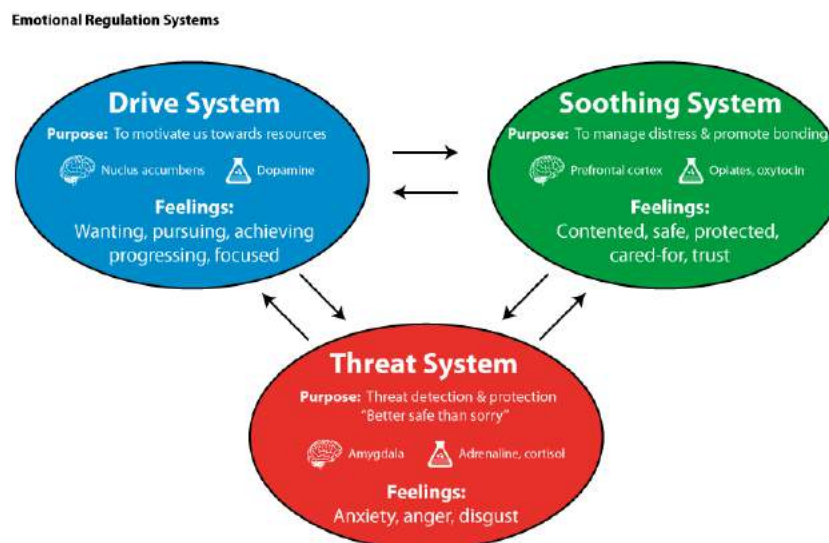 Emotional Regulation Systems
Drive System
Purpose: To motivate us towards resources
Nuclus accumbens
Dopamine
Feelings:
Wanting, pursuing, achieving
progressing, focused
Soothing System
Purpose: To manage distress & promote bonding
Prefrontal cortex
Opiates, oxytocin
Feelings:
Contented, safe, protected,
cared-for, trust
Threat System
Purpose: Threat detection & protection
"Better safe than sorry"
Amygdala
Adrenaline, cortisol
Feelings:
Anxiety, anger, disgust